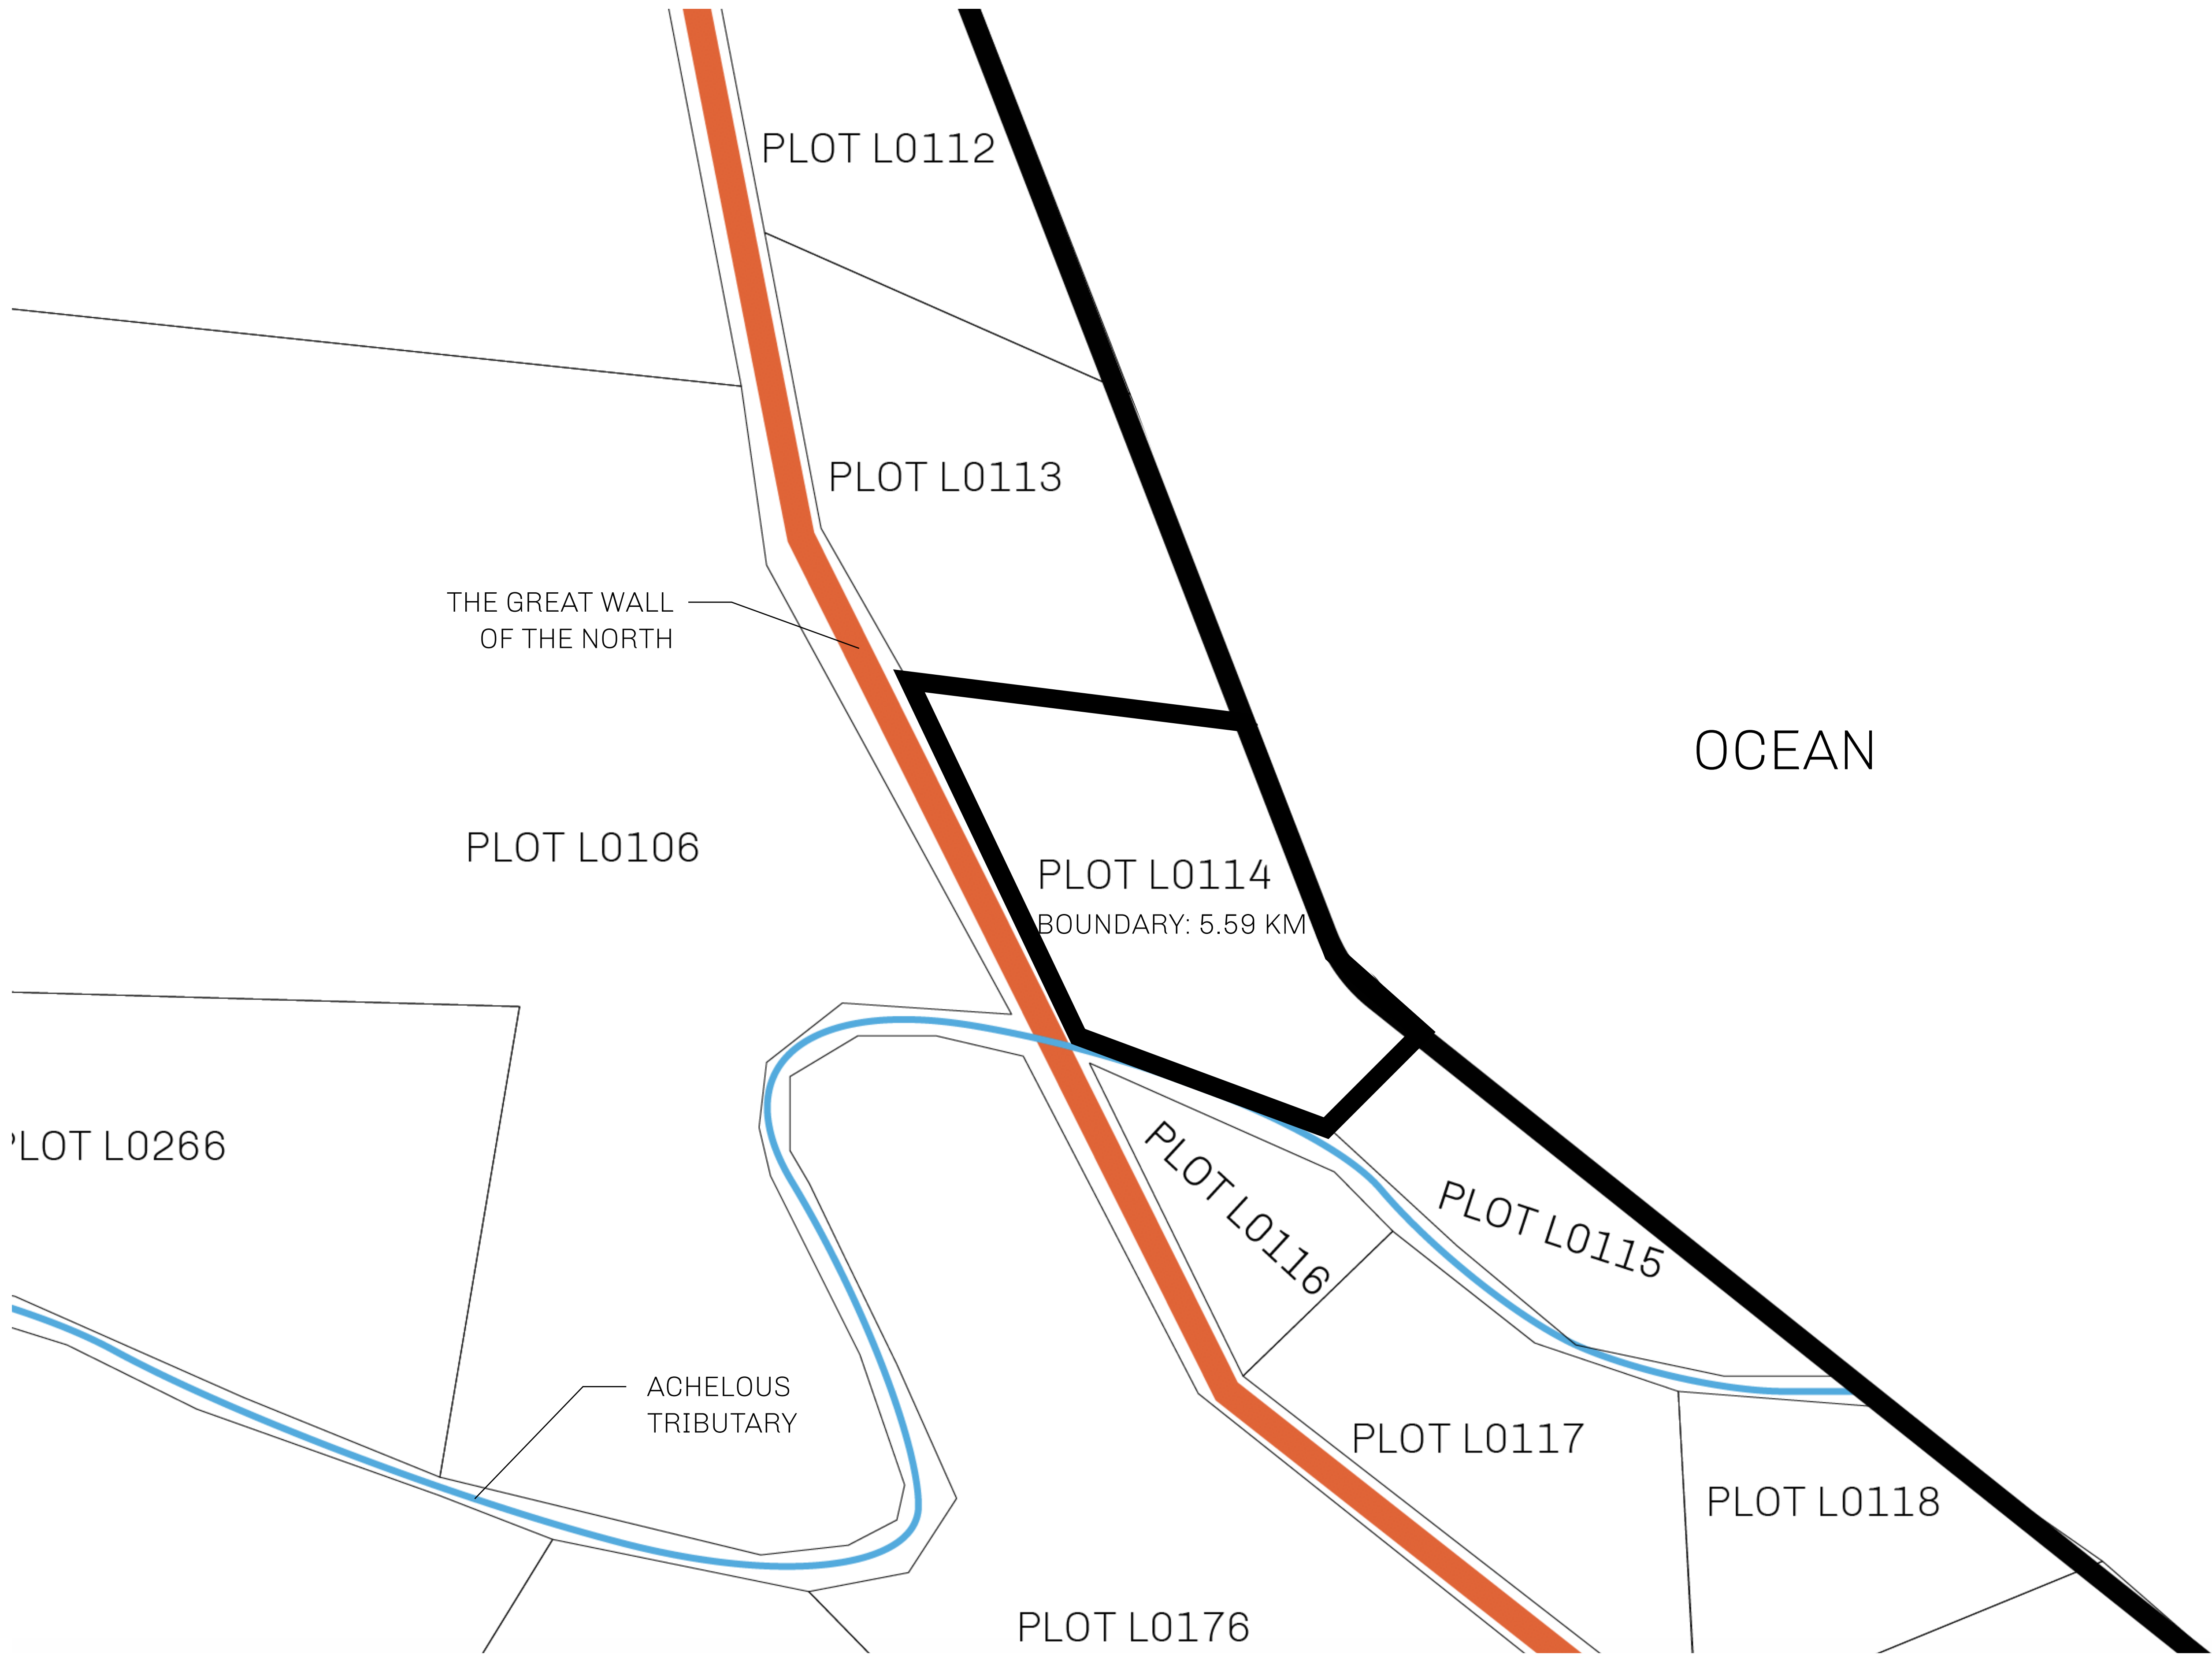 PLOT L0112
PLOT L0113
THE GREAT WALL
OF THE NORTH
OCEAN
PLOT L0106
PLOT L0114
BOUNDARY: 5.59 KM
PLOT L0266
PLOT L0116
PLOT L0115
ACHELOUS
TRIBUTARY
PLOT L0117
PLOT L0118
PLOT L0176